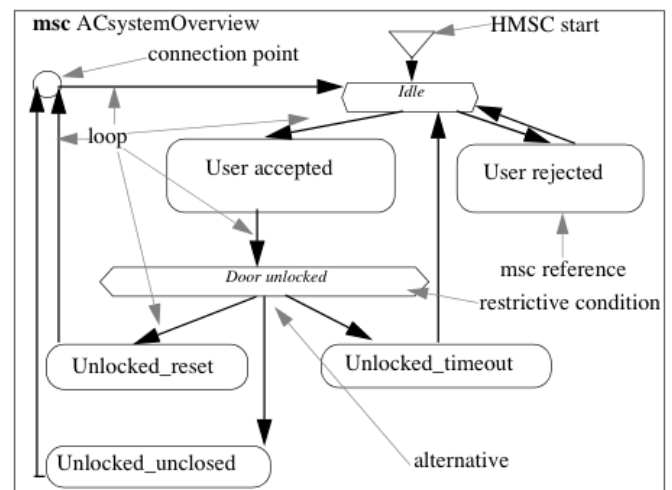 msc ACsystemOverview
HMSC start
connection point
Idle
loop
User accepted
User rejected
msc reference
Door unlocked
restrictive condition
Unlocked_reset
Unlocked_timeout
Unlocked_unclosed
alternative